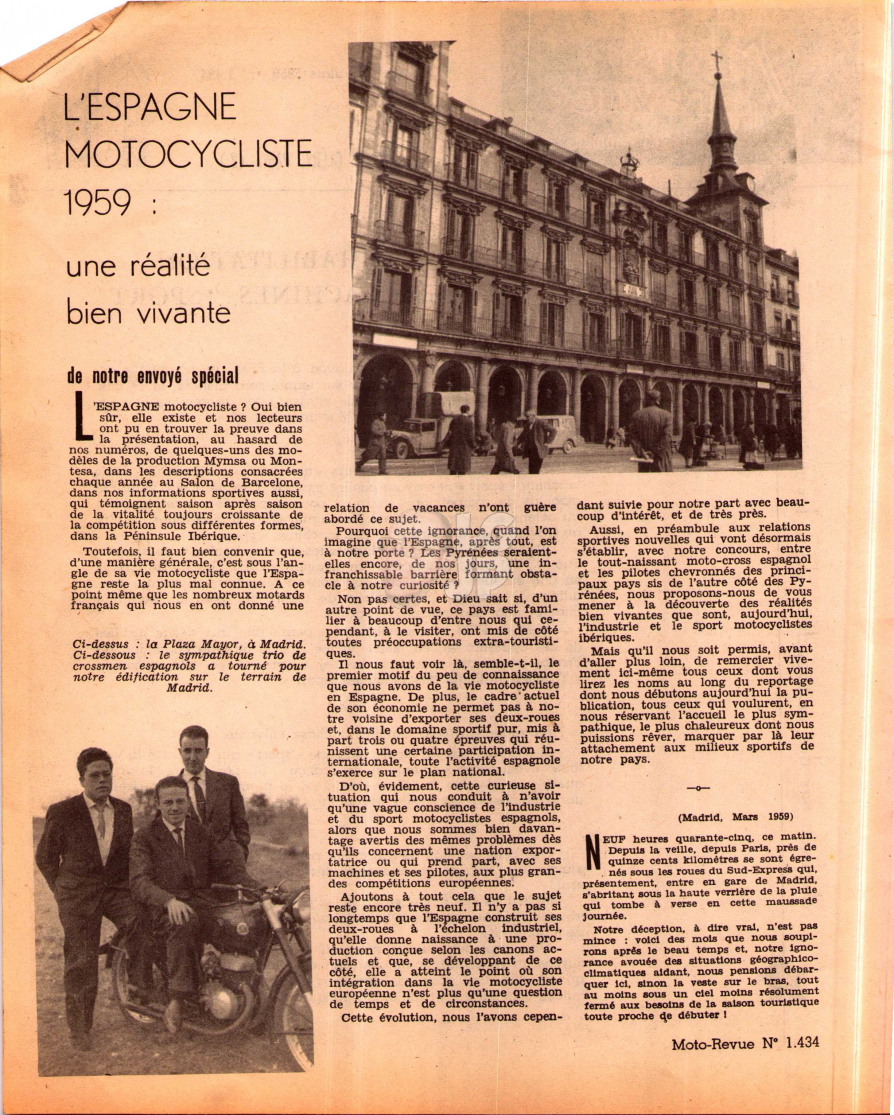 L'ESPAGNE
MOTOCYCLISTE
1959 :
une réalité
bien vivante
de notre envoyé spécial
L'ESPAGNE motocycliste ? Oui bien
sûr, elle existe et nos lecteurs
ont pu en trouver la preuve dans
la présentation, au hasard de
nos numéros, de quelques-uns des mo-
dèles de la production Mymsa ou Mon-
tesa, dans les descriptions consacrées
chaque année au Salon de Barcelone,
dans nos informations sportives aussi,
qui témoignent saison après saison
de la vitalité toujours croissante de
la compétition sous différentes formes,
dans la Péninsule Ibérique.
Toutefois, il faut bien convenir que,
d'une manière générale, c'est sous l'an-
gle de sa vie motocycliste que l'Espa-
gne reste la plus mal connue. A ce
point même que les nombreux motards
français qui nous en ont donné une
Ci-dessus : la Plaza Mayor, à Madrid.
Ci-dessous : le sympathique trio de
crossmen espagnols a tourné pour
notre édification sur le terrain de
Madrid.
relation de vacances n'ont guère
abordé ce sujet.
Pourquoi cette ignorance, quand l'on
imagine que l'Espagne, après tout, est
à notre porte ? Les Pyrénées seraient-
elles encore, de nos jours, une in-
franchissable barrière formant obsta-
cle à notre curiosité ?
Non pas certes, et Dieu sait si, d'un
autre point de vue, ce pays est fami-
lier à beaucoup d'entre nous qui ce-
pendant, à le visiter, ont mis de côté
toutes préoccupations extra-touristi-
ques.
Il nous faut voir là, semble-t-il, le
premier motif du peu de connaissance
que nous avons de la vie motocycliste
en Espagne. De plus, le cadre actuel
de son économie ne permet pas à no-
tre voisine d'exporter ses deux-roues
et, dans le domaine sportif pur, mis à
part trois ou quatre épreuves qui réu-
nissent une certaine participation in-
ternationale, toute l'activité espagnole
s'exerce sur le plan national.
D'où, évidement, cette curieuse si-
tuation qui nous conduit à n'avoir
qu'une vague conscience de l'industrie
et du sport motocyclistes espagnols,
alors que nous sommes bien davan-
tage avertis des mêmes problèmes dès
qu'ils concernent une nation expor-
tatrice ou qui prend part, avec ses
machines et ses pilotes, aux plus gran-
des compétitions européennes.
Ajoutons à tout cela que le sujet
reste encore très neuf. Il n'y a pas si
longtemps que l'Espagne construit ses
deux-roues à l'échelon industriel,
qu'elle donne naissance à une pro-
duction conçue selon les canons ac-
tuels et que, se développant de ce
côté, elle a atteint le point où son
intégration dans la vie motocycliste
européenne n'est plus qu'une question
de temps et de circonstances.
Cette évolution, nous l'avons cepen-
dant suivie pour notre part avec beau-
coup d'intérêt, et de très près.
Aussi, en préambule aux relations
sportives nouvelles qui vont désormais
s'établir, avec notre concours, entre
le tout-naissant moto-cross espagnol
et les pilotes chevronnés des princi-
paux pays sis de l'autre côté des Py-
rénées, nous proposons-nous de vous
mener à la découverte des réalités
bien vivantes que sont, aujourd'hui,
l'industrie et le sport motocyclistes
ibériques.
Mais qu'il nous soit permis, avant
d'aller plus loin, de remercier vive-
ment ici-même tous ceux dont vous
lirez les noms au long du reportage
dont nous débutons aujourd'hui la pu-
blication, tous ceux qui voulurent, en
nous réservant l'accueil le plus sym-
pathique, le plus chaleureux dont nous
puissions rêver, marquer par là leur
attachement aux milieux sportifs de
notre pays.
(Madrid, Mars 1959)
NEUF heures quarante-cinq, ce matin.
Depuis la veille, depuis Paris, près de
quinze cents kilomètres se sont égre-
nés sous les roues du Sud-Express qui,
présentement, entre en gare de Madrid,
s'abritant sous la haute verrière de la pluie
qui tombe à verse en cette maussade
journée.
Notre déception, à dire vrai, n'est pas
mince : voici des mois que nous soupi-
rons après le beau temps et, notre igno-
rance avouée des situations géographico-
climatiques aidant, nous pensions débar-
quer ici, sinon la veste sur le bras, tout
au moins sous un ciel moins résolument
fermé aux besoins de la saison touristique
toute proche de débuter !
Moto-Revue N° 1.434